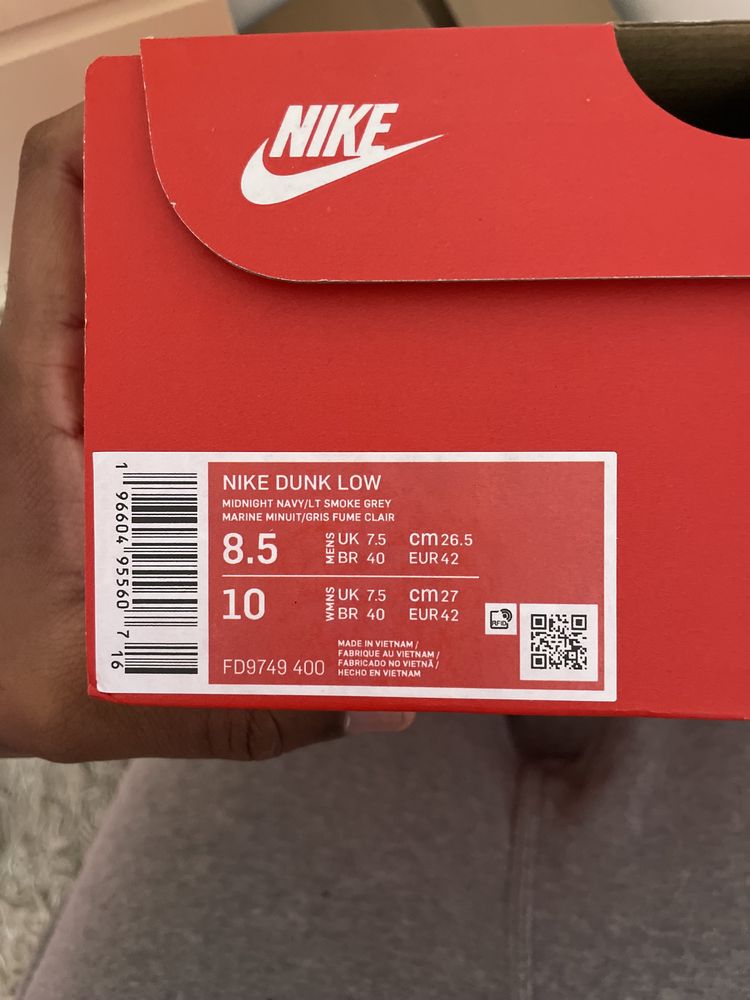 NIKE
1 96604 95560 7 16
NIKE DUNK LOW
MIDNIGHT NAVY/LT SMOKE GREY
MARINE MINUIT/GRIS FUME CLAIR
8.5 MENS UK 7.5 cm 26.5
BR 40 EUR 42
10 WMNS UK 7.5 cm 27
BR 40 EUR 42
RFID
MADE IN VIETNAM /
FABRIQUE AU VIETNAM /
FABRICADO NO VIETNÃ /
HECHO EN VIETNAM
FD9749 400